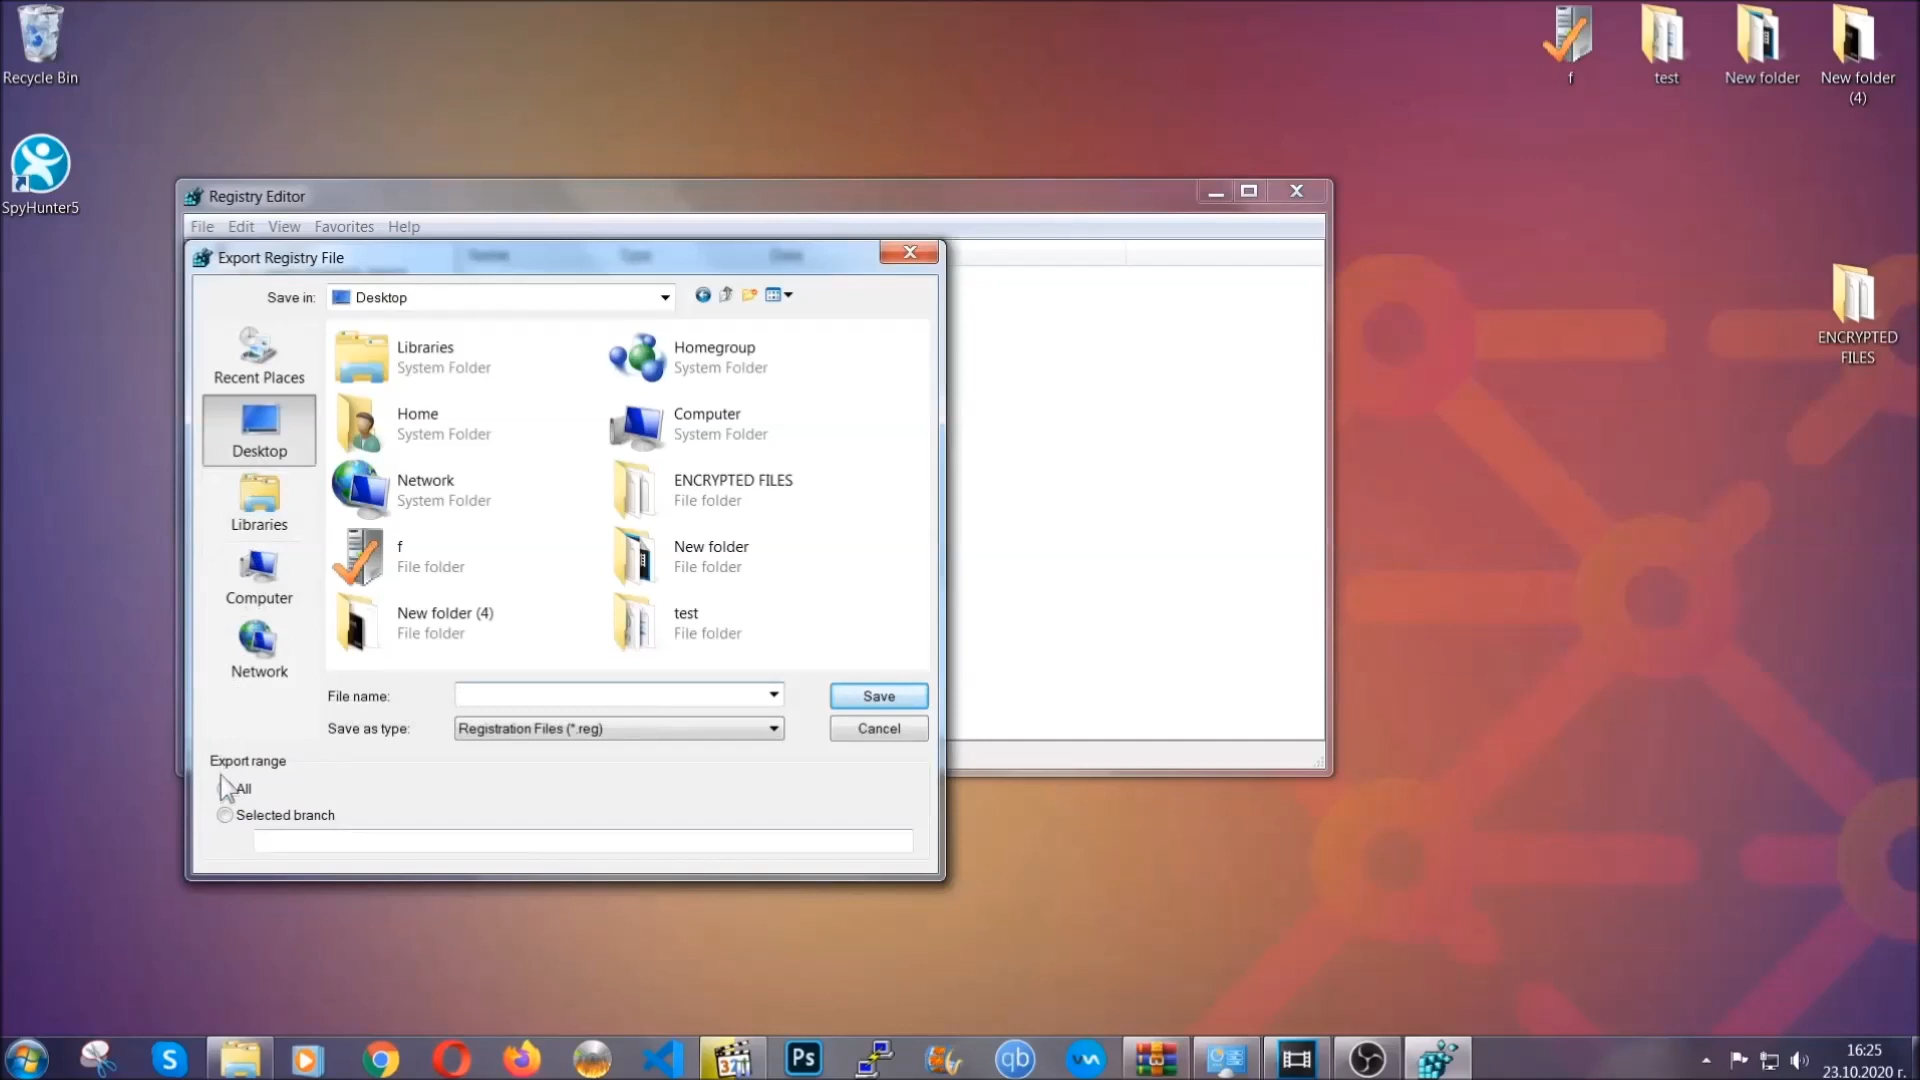 Recycle Bin
SpyHunter5
f
test
New folder
New folder
(4)
ENCRYPTED
FILES
Registry Editor
File Edit View Favorites Help
Export Registry File
Save in:
Desktop
Recent Places
Desktop
Libraries
Computer
Network
Libraries
System Folder
Homegroup
System Folder
Home
System Folder
Computer
System Folder
Network
System Folder
ENCRYPTED FILES
File folder
f
File folder
New folder
File folder
New folder (4)
File folder
test
File folder
File name:
Save
Save as type:
Registration Files (*.reg)
Cancel
Export range
All
Selected branch
S
321
Ps
qb
16:25
23.10.2020 г.